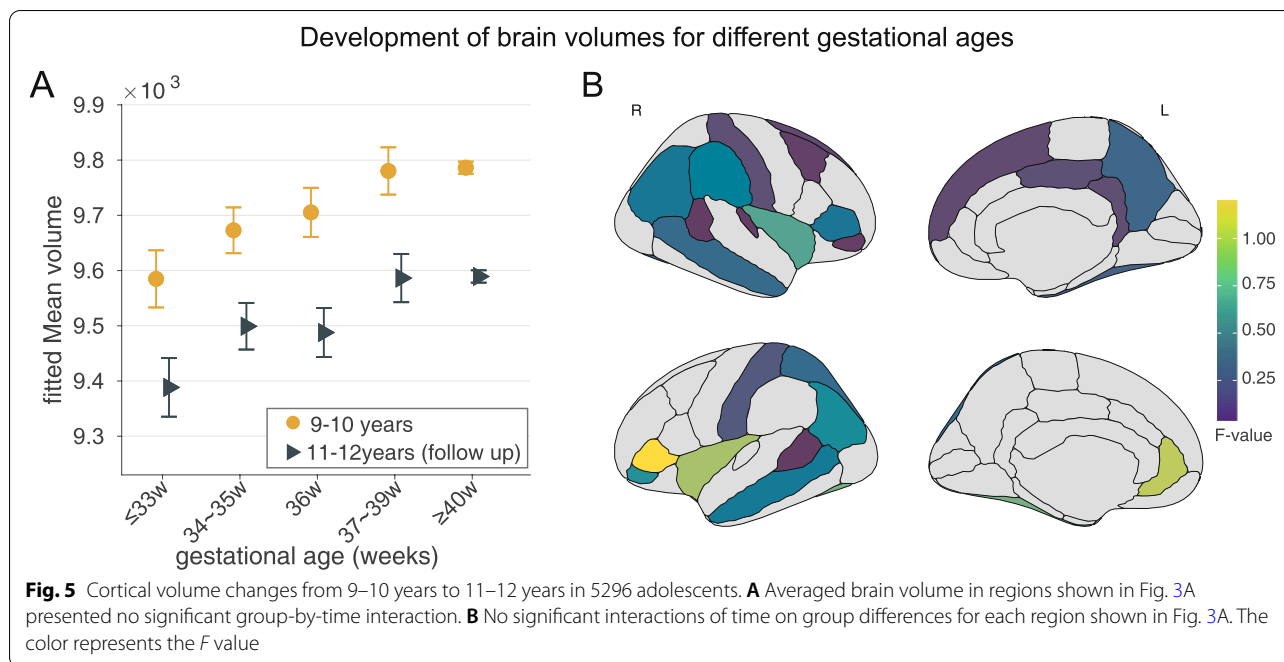 Development of brain volumes for different gestational ages
A
× 10³
fitted Mean volume
9.9
9.8
9.7
9.6
9.5
9.4
9.3
9-10 years
11-12years (follow up)
≤33w
34~35w
36w
37~39w
≥40w
gestational age (weeks)
B
R
L
1.00
0.75
0.50
0.25
F-value
Fig. 5 Cortical volume changes from 9–10 years to 11–12 years in 5296 adolescents. A Averaged brain volume in regions shown in Fig. 3A
presented no significant group-by-time interaction. B No significant interactions of time on group differences for each region shown in Fig. 3A. The
color represents the F value